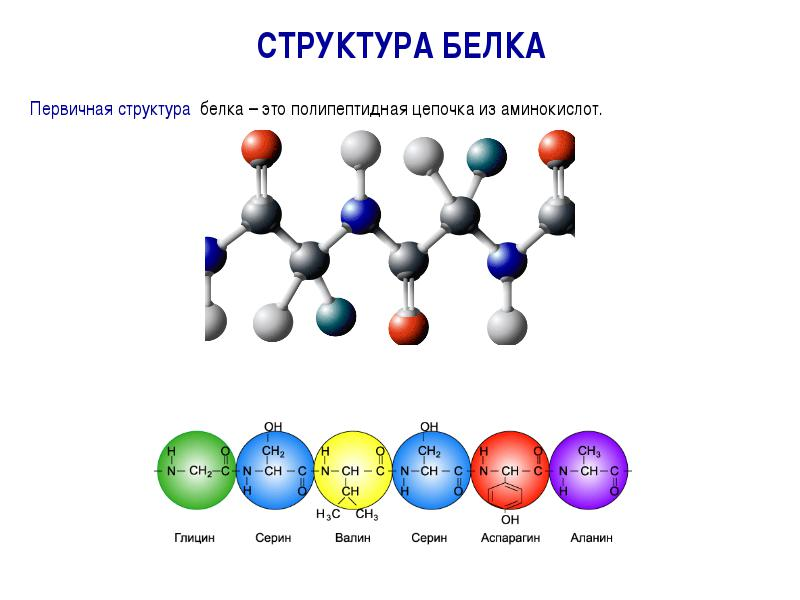 СТРУКТУРА БЕЛКА
Первичная структура белка – это полипептидная цепочка из аминокислот.
OH OH
H O CH₂ H O CH₂ H O CH₃
N CH₂ C N CH C N CH C N CH C N CH C N CH C
H O CH H O H O
H₃C CH₃ OH
Глицин Серин Валин Серин Аспарагин Аланин